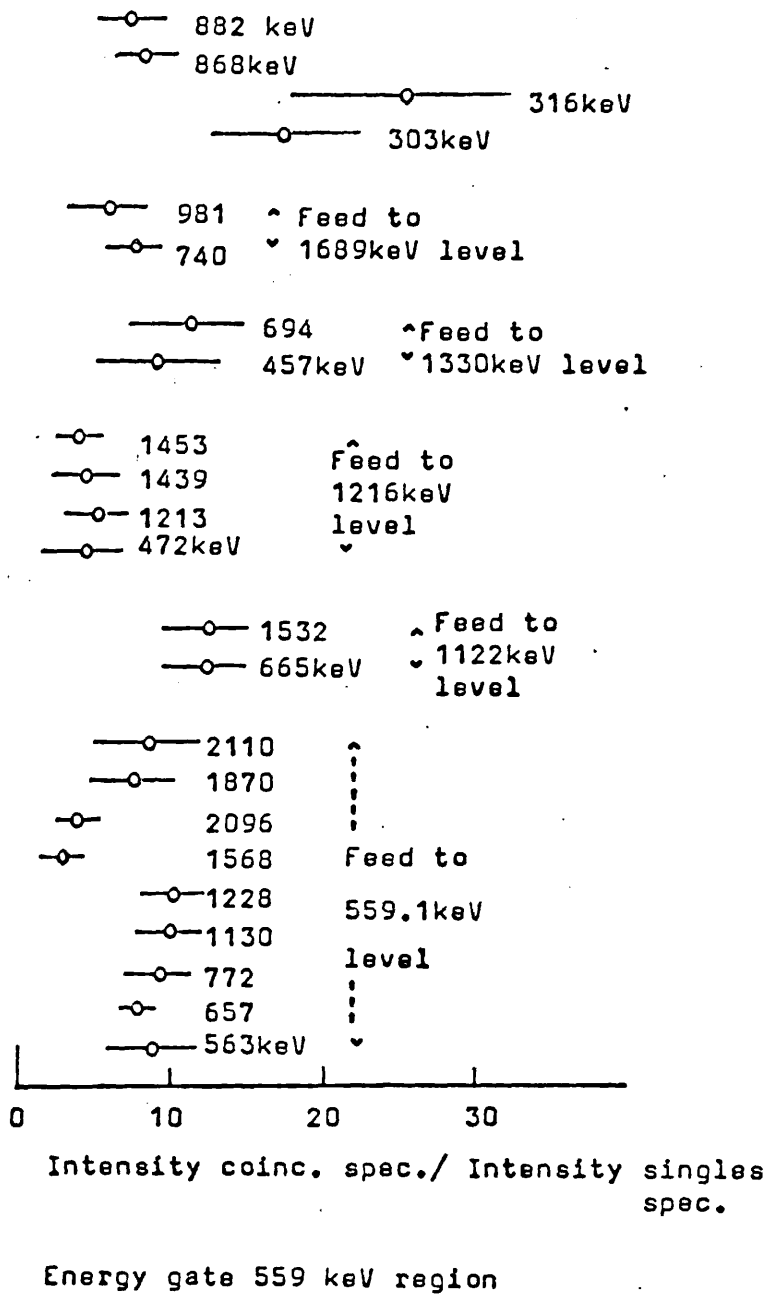 882 keV
868keV
316keV
303keV
981
Feed to
740
1689keV level
694
Feed to
457keV
1330keV level
1453
Feed to
1439
1216keV
1213
level
472keV
1532
Feed to
665keV
1122keV
level
2110
1870
2096
1568
Feed to
1228
559.1keV
1130
level
772
657
563keV
0 10 20 30
Intensity coinc. spec./ Intensity singles
spec.
Energy gate 559 keV region